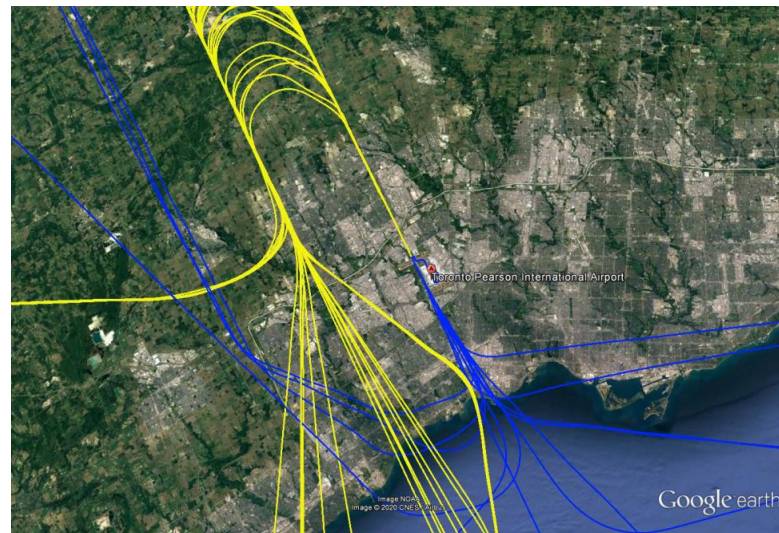 Toronto Pearson International Airport
Image NOAA
Image © 2020 CNES / Airbus
Google earth